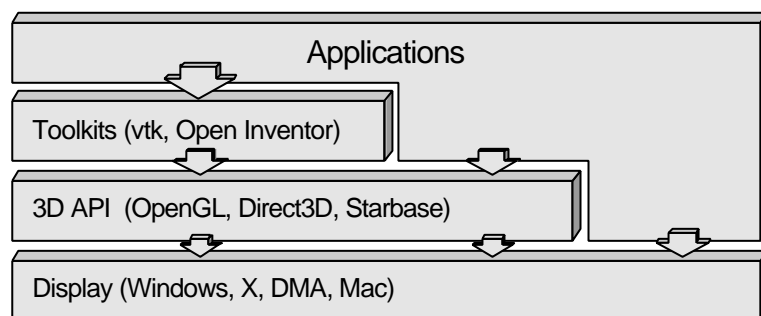 Applications
Toolkits (vtk, Open Inventor)
3D API (OpenGL, Direct3D, Starbase)
Display (Windows, X, DMA, Mac)